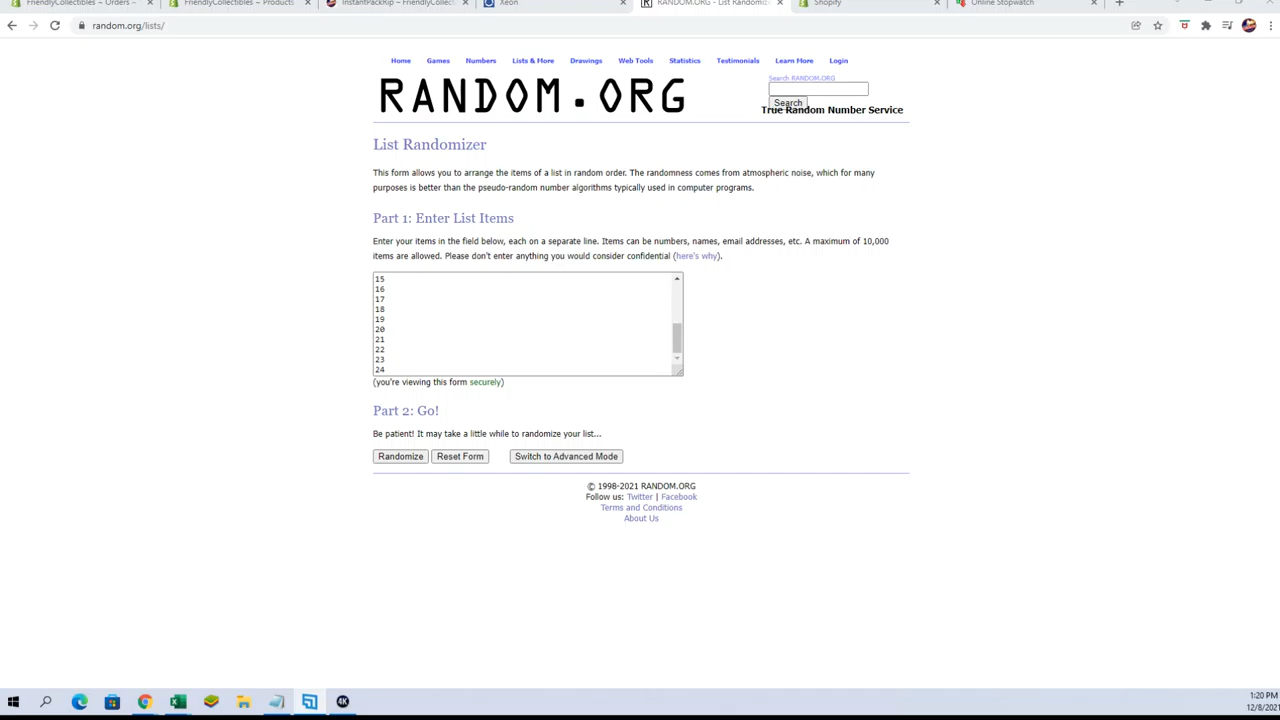 FriendlyCollectibles ~ Orders ~
FriendlyCollectibles ~ Products
InstantPackRip ~ FriendlyCollect
Xeon
RANDOM.ORG - List Randomize
Shopify
Online Stopwatch
random.org/lists/
Home Games Numbers Lists & More Drawings Web Tools Statistics Testimonials Learn More Login
RANDOM.ORG
Search RANDOM.ORG
Search
True Random Number Service
List Randomizer
This form allows you to arrange the items of a list in random order. The randomness comes from atmospheric noise, which for many
purposes is better than the pseudo-random number algorithms typically used in computer programs.
Part 1: Enter List Items
Enter your items in the field below, each on a separate line. Items can be numbers, names, email addresses, etc. A maximum of 10,000
items are allowed. Please don't enter anything you would consider confidential (here's why).
15
16
17
18
19
20
21
22
23
24
(you're viewing this form securely)
Part 2: Go!
Be patient! It may take a little while to randomize your list...
Randomize Reset Form Switch to Advanced Mode
© 1998-2021 RANDOM.ORG
Follow us: Twitter | Facebook
Terms and Conditions
About Us
4K
1:20 PM
12/8/2021